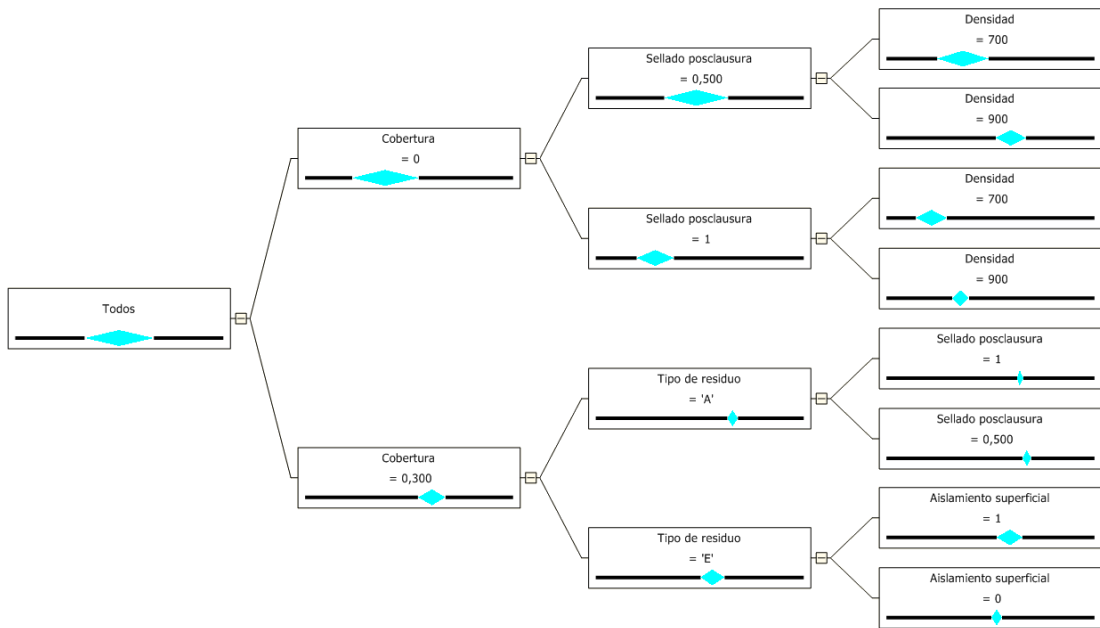 Todos
Cobertura
= 0
Cobertura
= 0,300
Sellado posclausura
= 0,500
Sellado posclausura
= 1
Tipo de residuo
= 'A'
Tipo de residuo
= 'E'
Densidad
= 700
Densidad
= 900
Densidad
= 700
Densidad
= 900
Sellado posclausura
= 1
Sellado posclausura
= 0,500
Aislamiento superficial
= 1
Aislamiento superficial
= 0